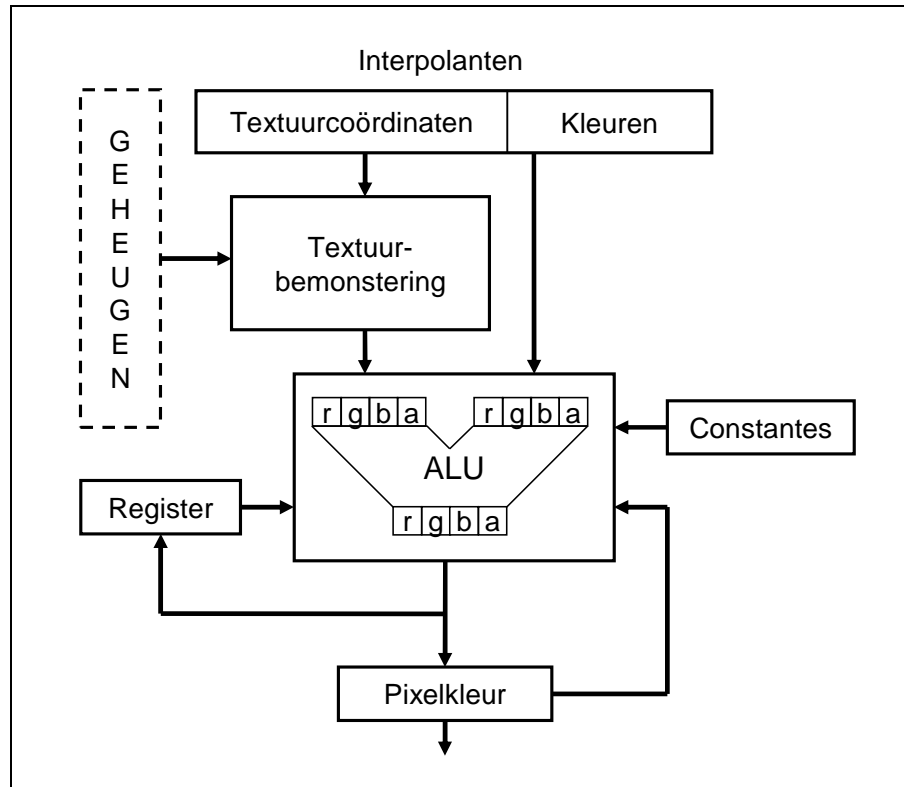 Interpolanten
Textuurcoördinaten Kleuren
G
E
H
E
U
G
E
N
Textuur-
bemonstering
r g b a r g b a
ALU
r g b a
Constantes
Register
Pixelkleur